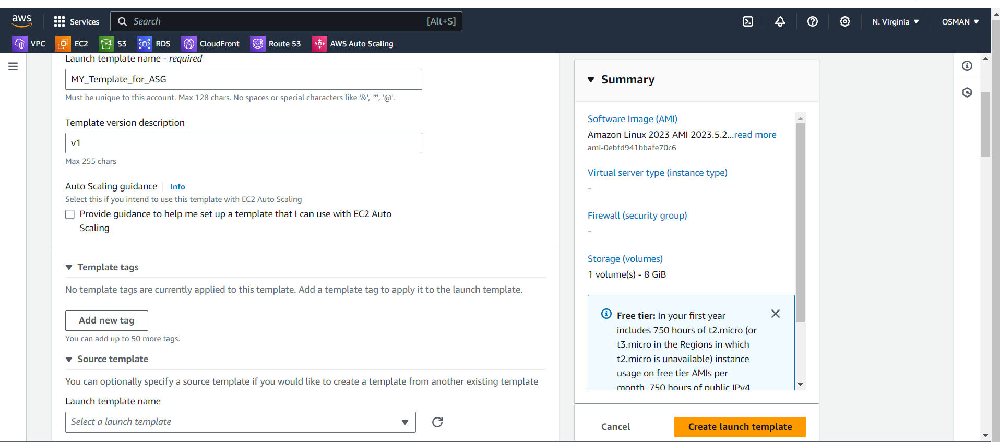 aws
Services
Search
[Alt+S]
N. Virginia
OSMAN
VPC
EC2
S3
RDS
CloudFront
53
Route 53
AWS Auto Scaling
Launch template name - required
MY_Template_for_ASG
Must be unique to this account. Max 128 chars. No spaces or special characters like '&', '*', '@'.
Template version description
v1
Max 255 chars
Auto Scaling guidance
Info
Select this if you intend to use this template with EC2 Auto Scaling
Provide guidance to help me set up a template that I can use with EC2 Auto
Scaling
Template tags
No template tags are currently applied to this template. Add a template tag to apply it to the launch template.
Add new tag
You can add up to 50 more tags.
Source template
You can optionally specify a source template if you would like to create a template from another existing template
Launch template name
Select a launch template
Summary
Software Image (AMI)
Amazon Linux 2023 AMI 2023.5.2...read more
ami-0ebfd941bbafe70c6
Virtual server type (instance type)
-
Firewall (security group)
-
Storage (volumes)
1 volume(s) - 8 GiB
Free tier: In your first year
includes 750 hours of t2.micro (or
t3.micro in the Regions in which
t2.micro is unavailable) instance
usage on free tier AMIs per
month, 750 hours of public IPv4
Cancel
Create launch template